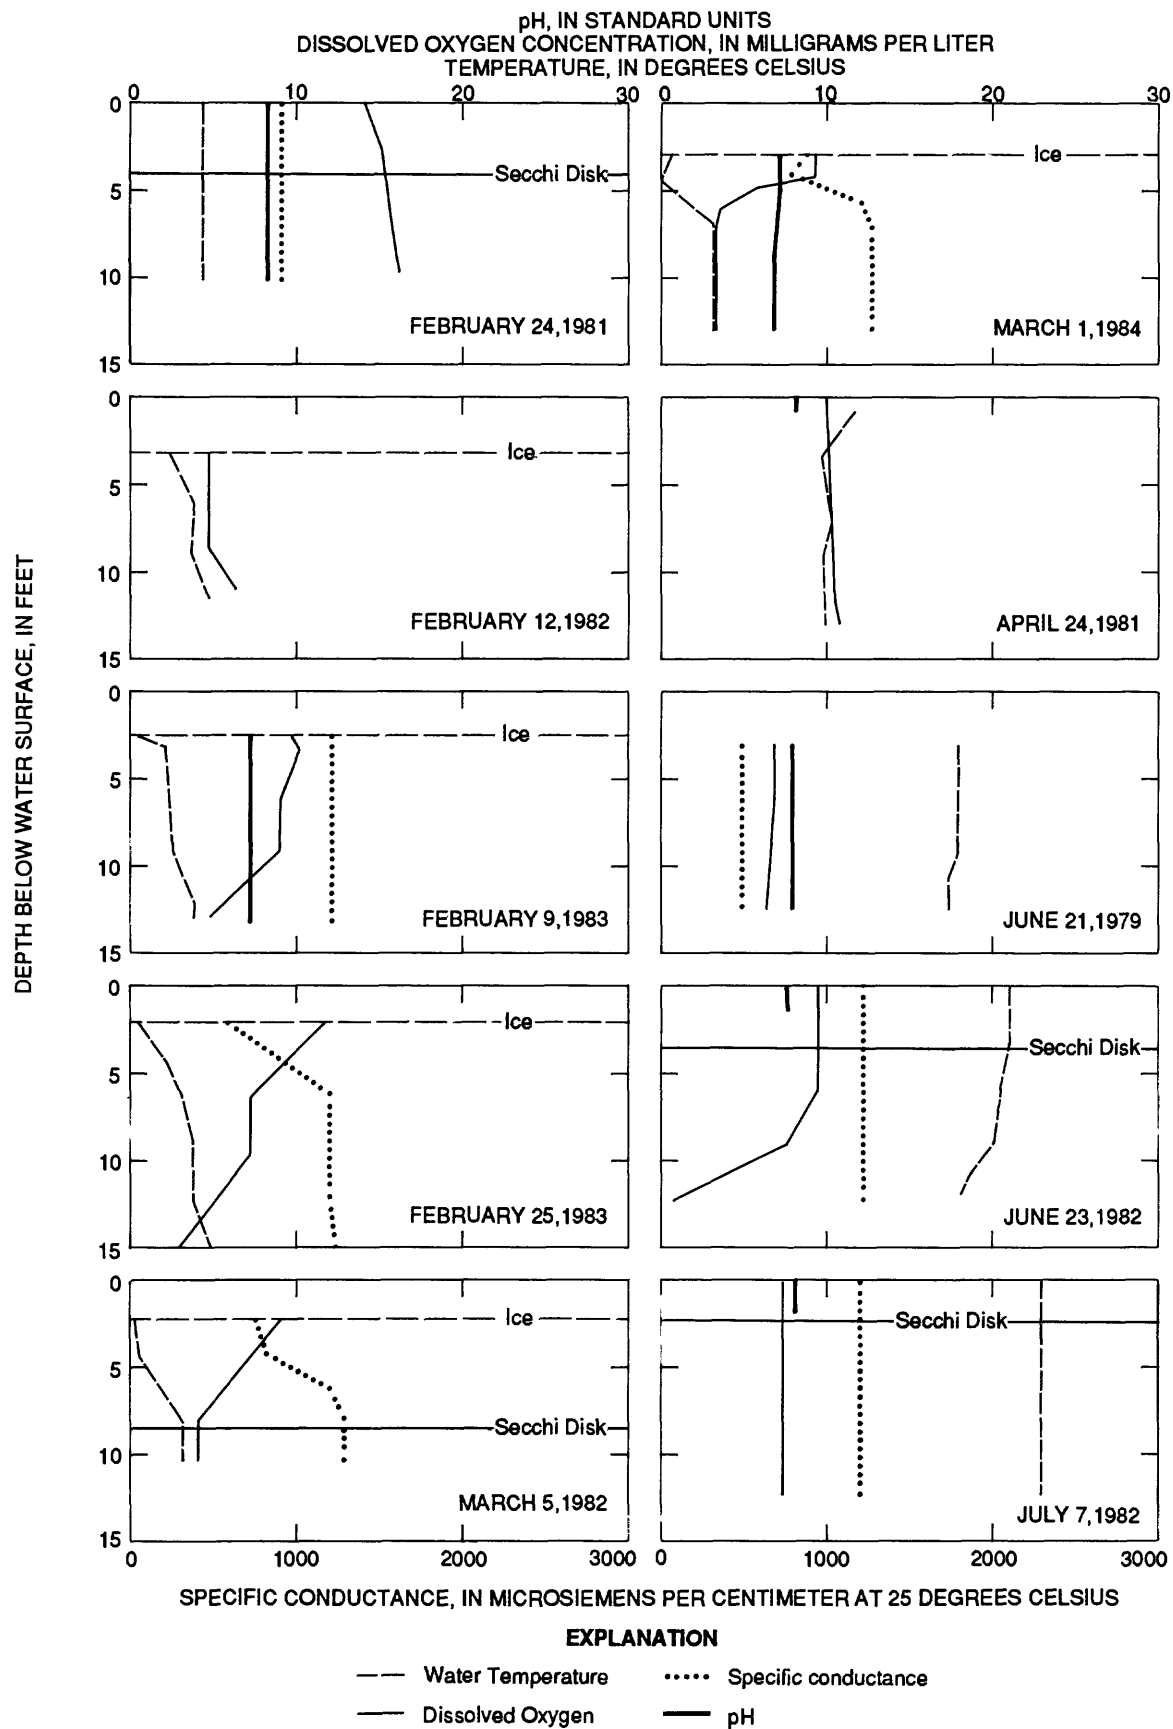 pH, IN STANDARD UNITS
DISSOLVED OXYGEN CONCENTRATION, IN MILLIGRAMS PER LITER
TEMPERATURE, IN DEGREES CELSIUS
0 10 20 30 0 10 20 30
0
5
10
15
Secchi Disk
FEBRUARY 24,1981
Ice
MARCH 1,1984
0
5
10
15
Ice
FEBRUARY 12,1982
APRIL 24,1981
DEPTH BELOW WATER SURFACE, IN FEET
0
5
10
15
Ice
FEBRUARY 9,1983
JUNE 21,1979
0
5
10
15
Ice
FEBRUARY 25,1983
Secchi Disk
JUNE 23,1982
0
5
10
15
Ice
Secchi Disk
MARCH 5,1982
Secchi Disk
JULY 7,1982
0 1000 2000 3000 0 1000 2000 3000
SPECIFIC CONDUCTANCE, IN MICROSIEMENS PER CENTIMETER AT 25 DEGREES CELSIUS
EXPLANATION
Water Temperature
Specific conductance
Dissolved Oxygen
pH